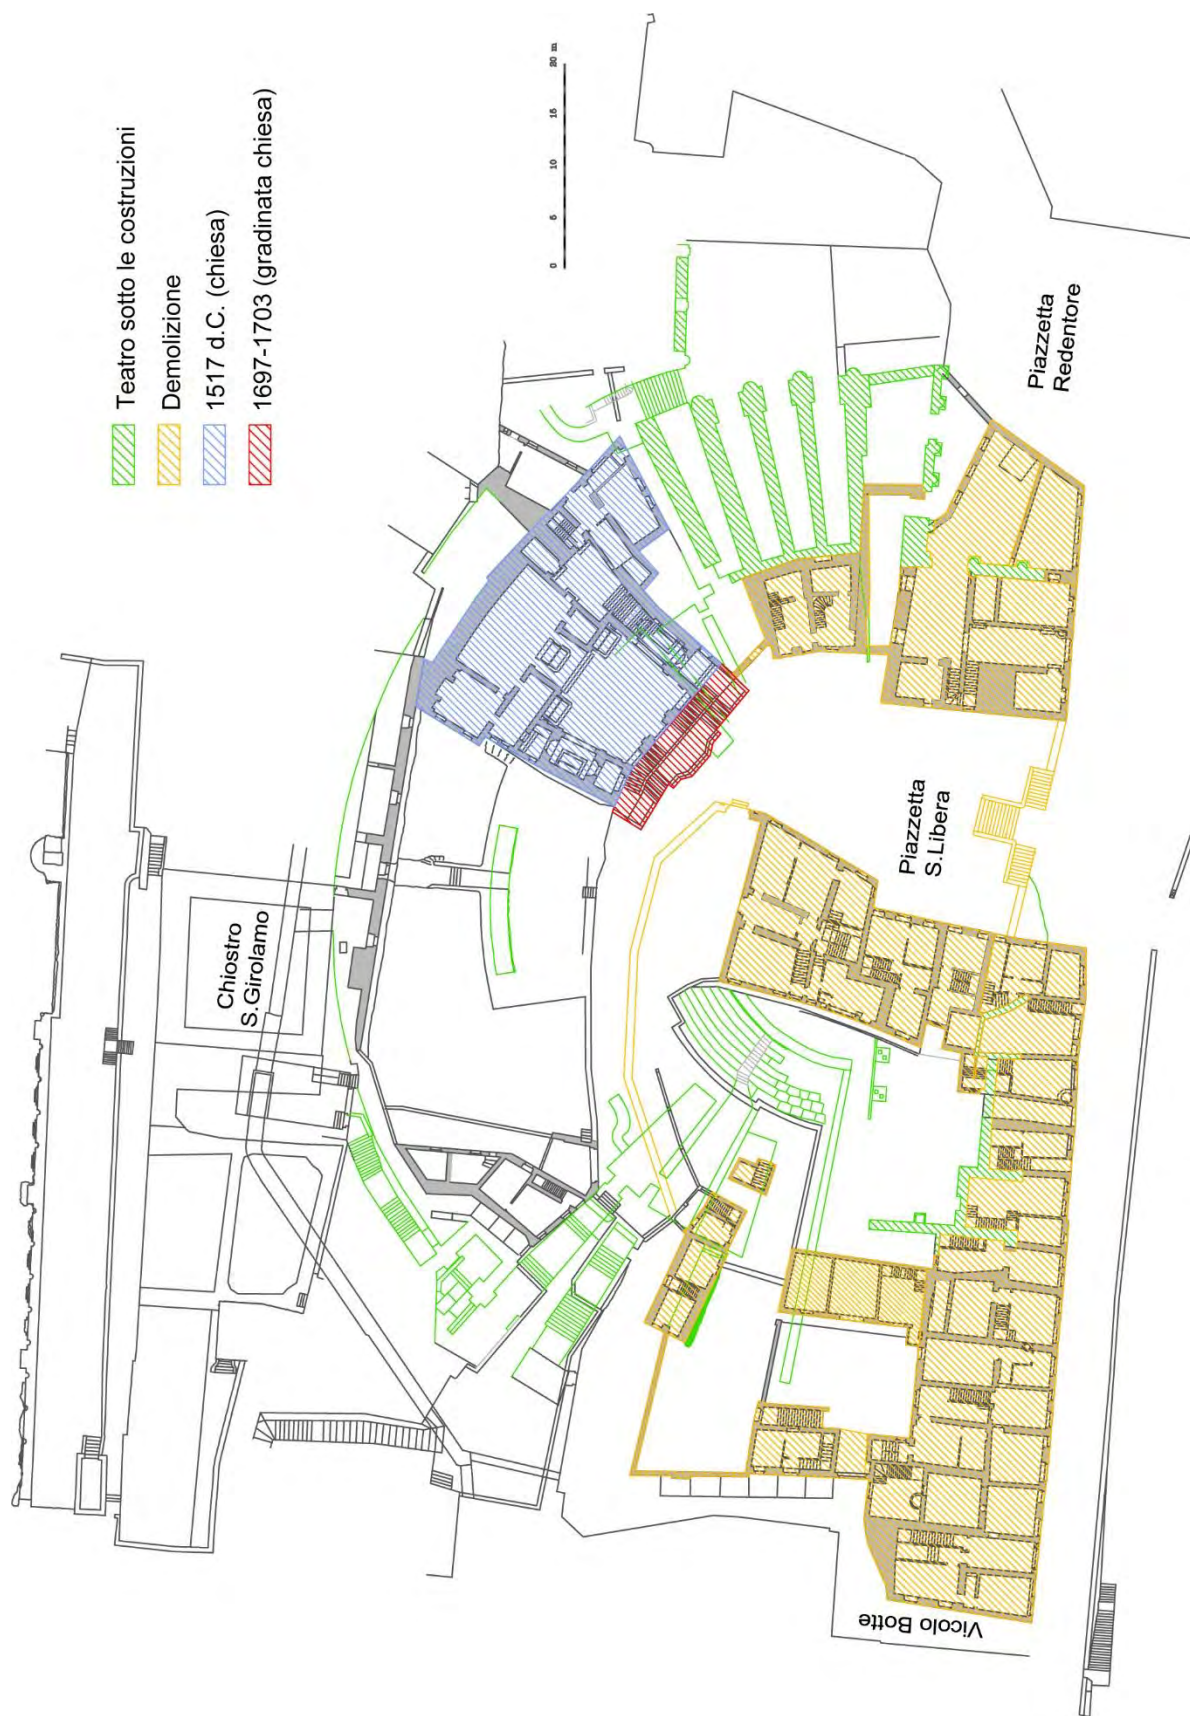 Teatro sotto le costruzioni
Demolizione
1517 d.C. (chiesa)
1697-1703 (gradinata chiesa)
0 5 10 15 20 m
Chiostro
S.Girolamo
Piazzetta
Redentore
Piazzetta
S.Libera
Vicolo Botte